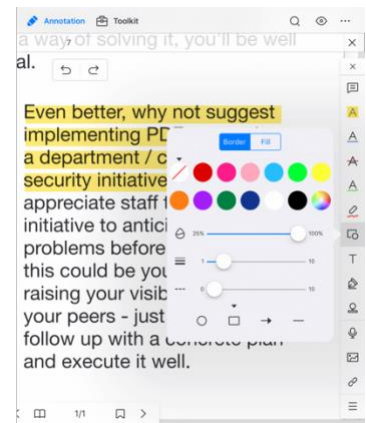 Annotation Toolkit
a way of solving it, you'll be well
7
al.
Even better, why not suggest
implementing PD
a department / c
security initiative
appreciate staff t
initiative to antici
problems before
this could be you
raising your visib
your peers - just
follow up with a concrete plan
and execute it well.
Border Fill
25% 100%
1 10
0 10
1/1
A
A
A
A
T